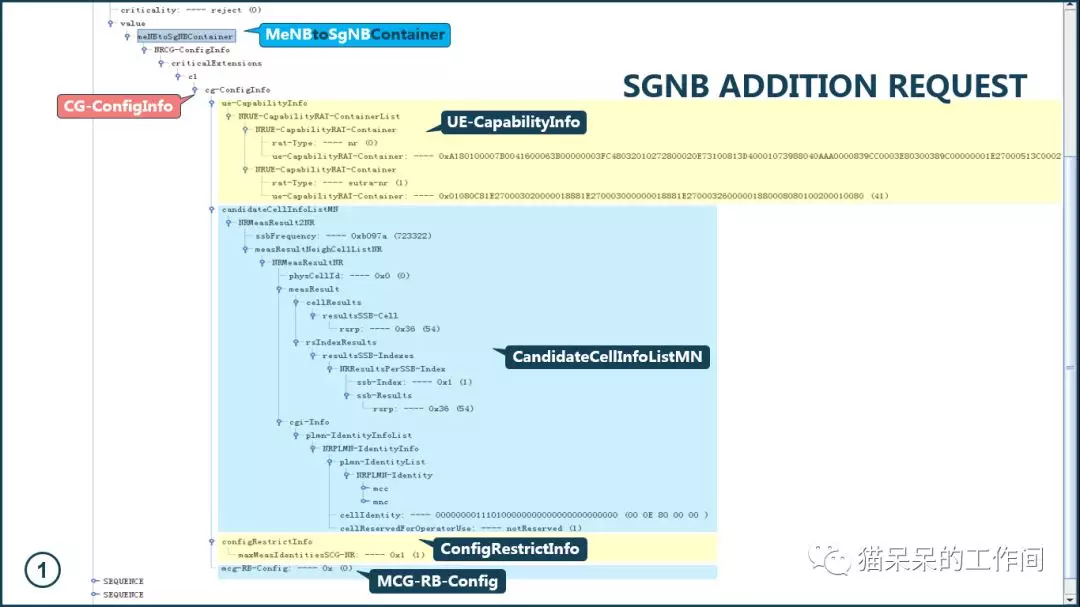 criticality: ---- reject (0)
value
meNBtoSgNBContainer
MeNBtoSgNBContainer
NRCG-ConfigInfo
criticalExtensions
c1
cg-ConfigInfo
SGNB ADDITION REQUEST
CG-ConfigInfo
ue-CapabilityInfo
NRUE-CapabilityRAT-ContainerList
UE-CapabilityInfo
NRUE-CapabilityRAT-Container
rat-Type: ---- nr (0)
ue-CapabilityRAT-Container: ---- 0xA180100007B0041600063B00000003FC4803201027280002 0E73100813D400010739880 40AAA0000839CC0003E80300389C00000001E27000513C0002
NRUE-CapabilityRAT-Container
rat-Type: ---- eutra-nr (1)
ue-CapabilityRAT-Container: ---- 0x01080C81E27000302000018881E270003000000018881E2700032600000188000808010020001 0080 (41)
candidateCellInfoListMN
NRMeasResult2NR
ssbFrequency: ---- 0xb097a (723322)
measResultNeighCellListNR
NRMeasResultNR
physCellId: ---- 0x0 (0)
measResult
cellResults
resultsSSB-Cell
rsrp: ---- 0x36 (54)
rsIndexResults
resultsSSB-Indexes
CandidateCellInfoListMN
NRResultsPerSSB-Index
ssb-Index: ---- 0x1 (1)
ssb-Results
rsrp: ---- 0x36 (54)
cgi-Info
plmn-IdentityInfoList
NRPLMN-IdentityInfo
plmn-IdentityList
NRPLMN-Identity
mcc
mnc
cellIdentity: ---- 000000001110100000000000000000000000 (00 0E 80 00 00 )
cellReservedForOperatorUse: ---- notReserved (1)
configRestrictInfo
ConfigRestrictInfo
maxMeasIdentitiesSCG-NR: ---- 0x1 (1)
mcg-RB-Config: ---- 0x (0)
MCG-RB-Config
猫呆呆的工作间
1
SEQUENCE
SEQUENCE